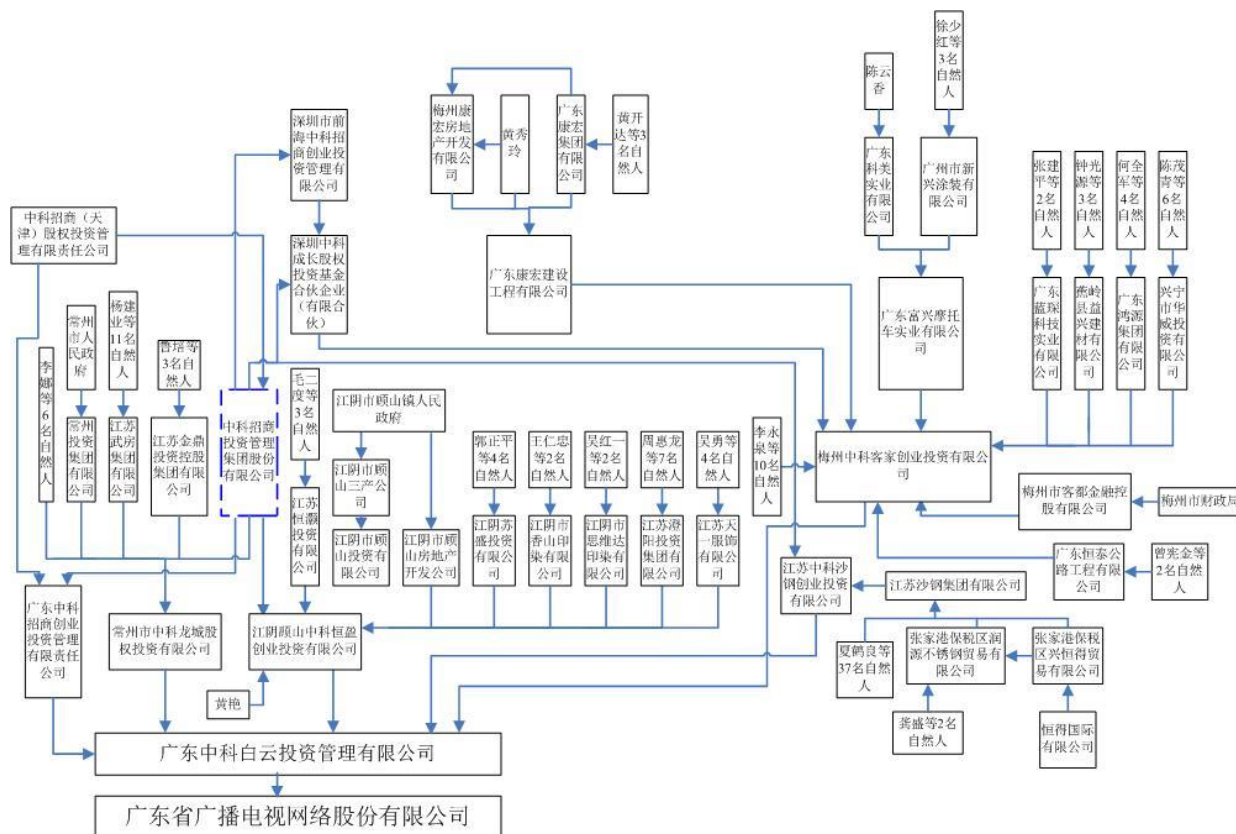 徐少
红等
3名
自然
人
陈云
香
梅州康
宏房地
产开发
有限公
司
黄秀
玲
广东
康宏
集团
有限
公司
黄开
达等3
名自
然人
深圳市前
海中科招
商创业投
资管理有
限公司
广东
科美
实业
有限
公司
广州市新
兴涂装有
限公司
张建
平等
2名
自然
人
钟光
源等
3名
自然
人
何全
军等
4名
自然
人
陈茂
青等
6名
自然
人
中科招商（天
津）股权投资管
理有限责任公司
深圳中科
成长股权
投资基金
合伙企业
（有限合
伙）
广东康宏建设
工程有限公司
广东富兴摩托
车实业有限公
司
广东
蓝琛
科技
实业
有限
公司
蕉岭
县益
兴建
材有
限公
司
广东
鸿源
集团
有限
公司
兴宁
市华
威投
资有
限公
司
李
娜等
6名
自然
人
常州
市人
民政
府
杨建
业等
11名
自然
人
鲁培等
3名自
然人
常州
投资
集团
有限
公司
江苏
武房
集团
有限
公司
江苏金鼎
投资控股
集团有限
公司
中科招商
投资管理
集团股份
有限公司
毛二
度等
3名
自然
人
江阴市顾山镇人民
政府
江阴市顾
山三产公
司
江阴市顾
山投资有
限公司
江阴市顾
山房地产
开发公司
江苏
恒灏
投资
有限
公司
郭正平
等4名
自然人
王仁忠
等2名
自然人
吴红一
等2名
自然人
周惠龙
等7名
自然人
吴勇等
4名自
然人
江阴苏
盛投资
有限公
司
江阴市
香山印
染有限
公司
江阴市
思维达
印染有
限公司
江苏澄
阳投资
集团有
限公司
江苏天
一服饰
有限公
司
李永
泉等
10名
自然
人
梅州中科客家创业投资有限公
司
梅州市客都金融控
股有限公司
梅州市财政局
广东恒泰公
路工程有限
公司
曾宪金等
2名自然
人
江苏中科沙
钢创业投资
有限公司
江苏沙钢集团有限公司
夏鹤良等
37名自然
人
张家港保税区润
源不锈钢贸易有
限公司
张家港保税
区兴恒得贸
易有限公司
龚盛等2名
自然人
恒得国际
有限公司
广东中科
招商创业
投资管理
有限责任
公司
常州市中科龙城股
权投资有限公司
江阴顾山中科恒盈
创业投资有限公司
黄艳
广东中科白云投资管理有限公司
广东省广播电视网络股份有限公司